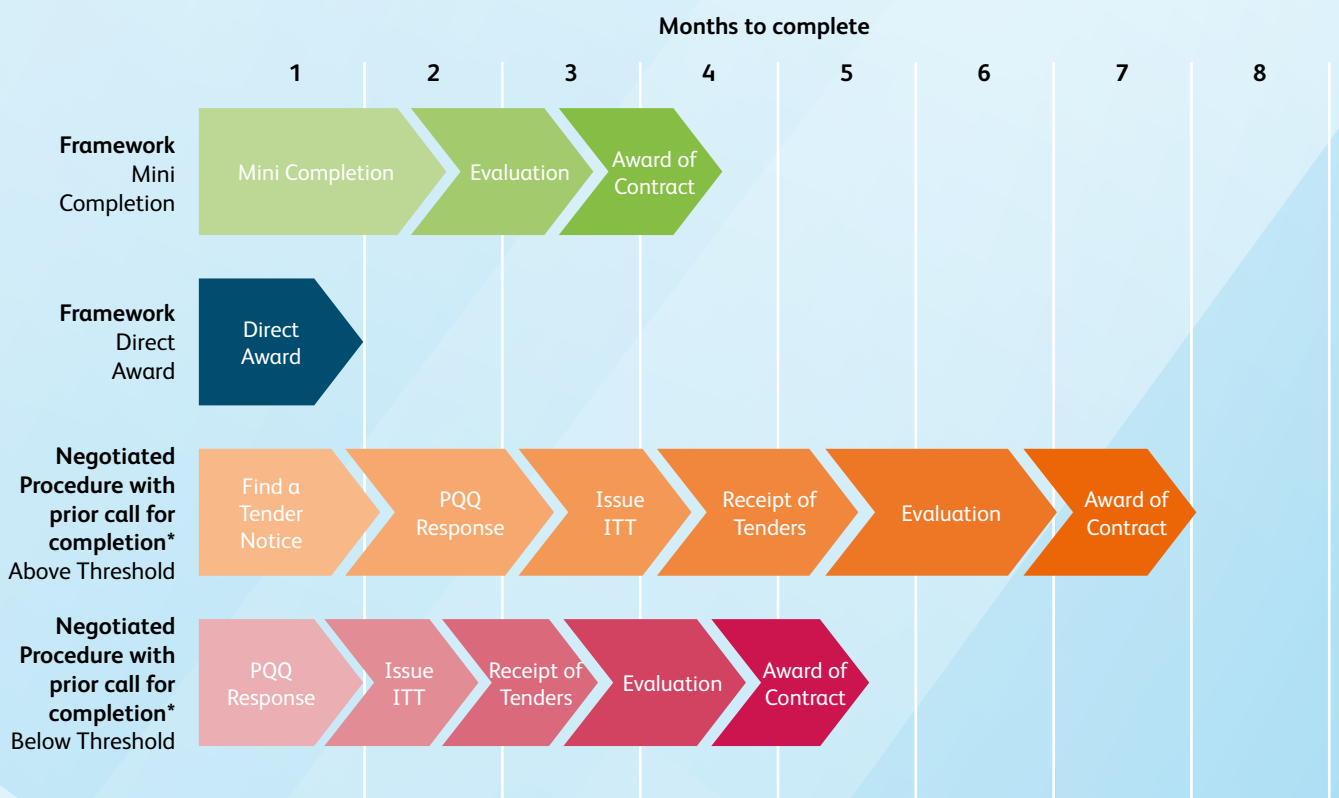 Months to complete
1 2 3 4 5 6 7 8
Framework
Mini
Completion
Mini Completion
Evaluation
Award of
Contract
Framework
Direct
Award
Direct
Award
Negotiated
Procedure with
prior call for
completion*
Above Threshold
Find a
Tender
Notice
PQQ
Response
Issue
ITT
Receipt of
Tenders
Evaluation
Award of
Contract
Negotiated
Procedure with
prior call for
completion*
Below Threshold
PQQ
Response
Issue
ITT
Receipt of
Tenders
Evaluation
Award of
Contract